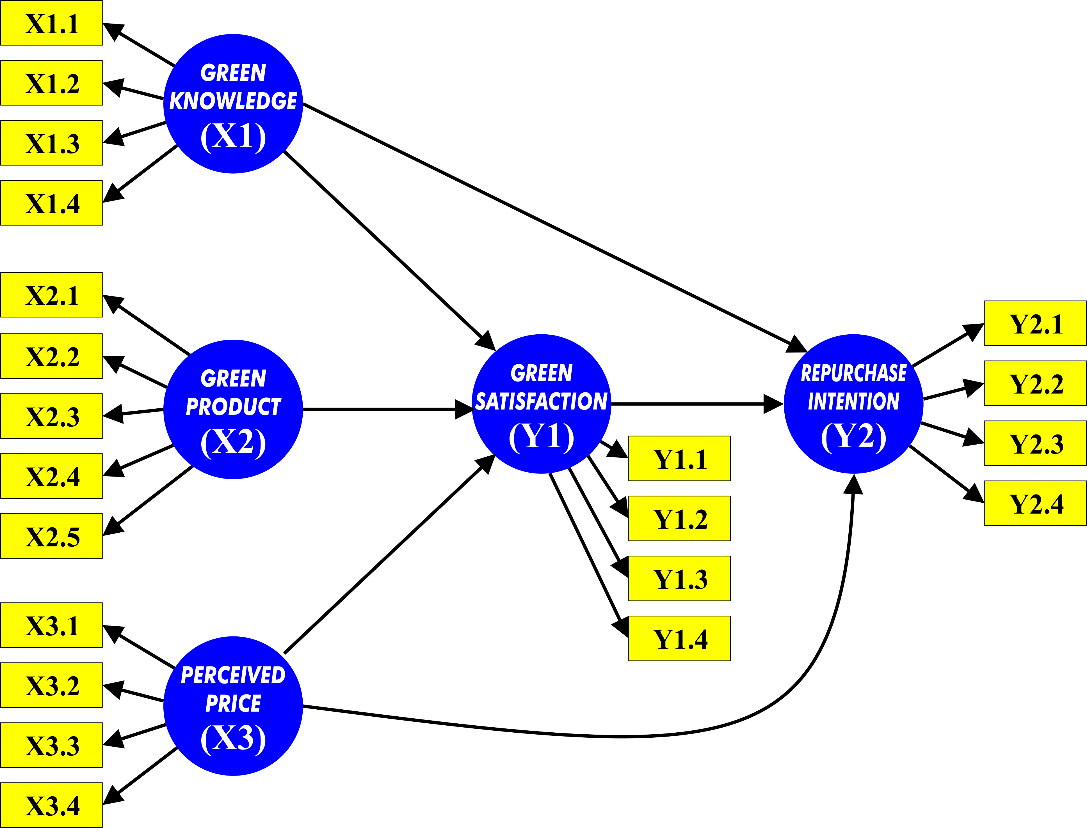 X1.1
X1.2
X1.3
X1.4
GREEN
KNOWLEDGE
(X1)
X2.1
X2.2
X2.3
X2.4
X2.5
GREEN
PRODUCT
(X2)
X3.1
X3.2
X3.3
X3.4
PERCEIVED
PRICE
(X3)
GREEN
SATISFACTION
(Y1)
Y1.1
Y1.2
Y1.3
Y1.4
REPURCHASE
INTENTION
(Y2)
Y2.1
Y2.2
Y2.3
Y2.4